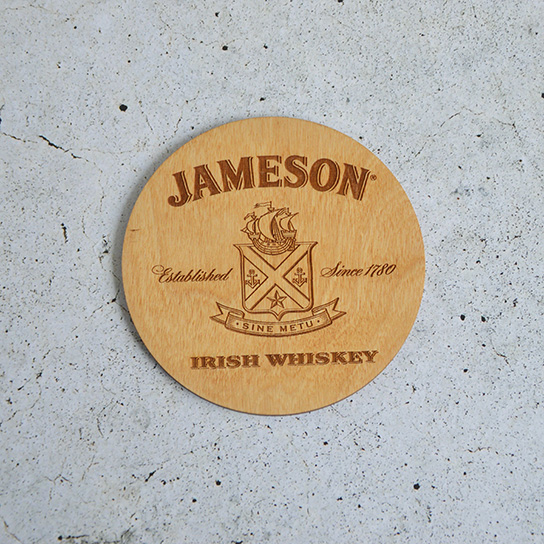 JAMESON®
Established Since 1780
SINE METU
IRISH WHISKEY